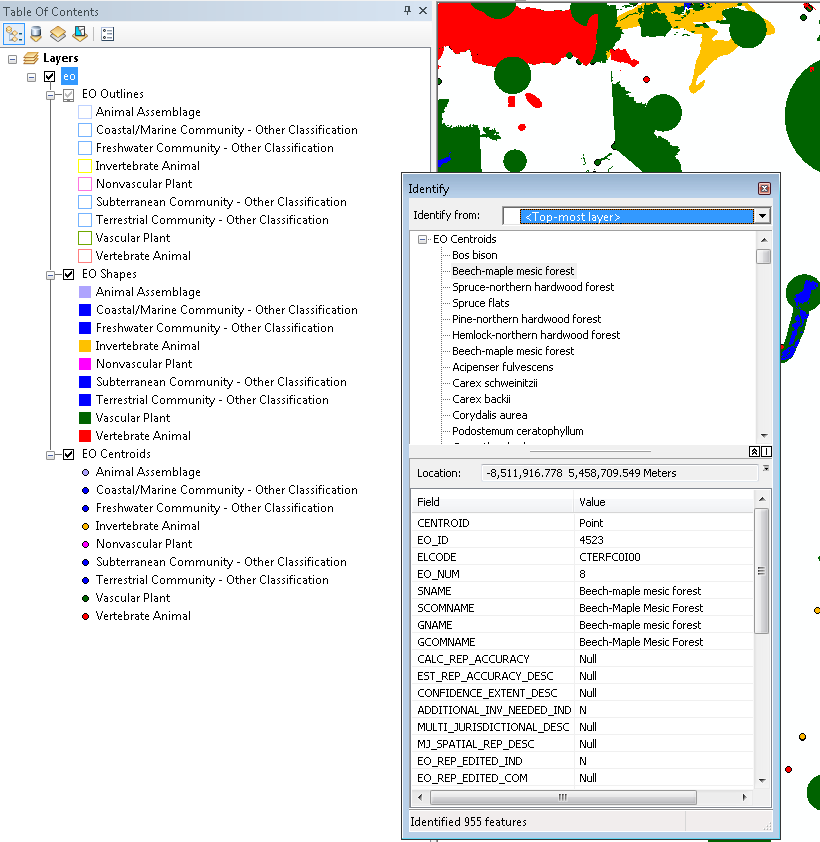 Table Of Contents
Layers
eo
EO Outlines
Animal Assemblage
Coastal/Marine Community - Other Classification
Freshwater Community - Other Classification
Invertebrate Animal
Nonvascular Plant
Subterranean Community - Other Classification
Terrestrial Community - Other Classification
Vascular Plant
Vertebrate Animal
EO Shapes
Animal Assemblage
Coastal/Marine Community - Other Classification
Freshwater Community - Other Classification
Invertebrate Animal
Nonvascular Plant
Subterranean Community - Other Classification
Terrestrial Community - Other Classification
Vascular Plant
Vertebrate Animal
EO Centroids
Animal Assemblage
Coastal/Marine Community - Other Classification
Freshwater Community - Other Classification
Invertebrate Animal
Nonvascular Plant
Subterranean Community - Other Classification
Terrestrial Community - Other Classification
Vascular Plant
Vertebrate Animal
Identify
Identify from: <Top-most layer>
EO Centroids
Bos bison
Beech-maple mesic forest
Spruce-northern hardwood forest
Spruce flats
Pine-northern hardwood forest
Hemlock-northern hardwood forest
Beech-maple mesic forest
Acipenser fulvescens
Carex schweinitzii
Carex backii
Corydalis aurea
Podostemum ceratophyllum
Location: -8,511,916.778 5,458,709.549 Meters
Field Value
CENTROID Point
EO_ID 4523
ELCODE CTERFC0I00
EO_NUM 8
SNAME Beech-maple mesic forest
SCOMNAME Beech-maple Mesic Forest
GNAME Beech-maple mesic forest
GCOMNAME Beech-Maple Mesic Forest
CALC_REP_ACCURACY Null
EST_REP_ACCURACY_DESC Null
CONFIDENCE_EXTENT_DESC Null
ADDITIONAL_INV_NEEDED_IND N
MULTI_JURISDICTIONAL_DESC Null
MJ_SPATIAL_REP_DESC Null
EO_REP_EDITED_IND N
EO_REP_EDITED_COM Null
Identified 955 features